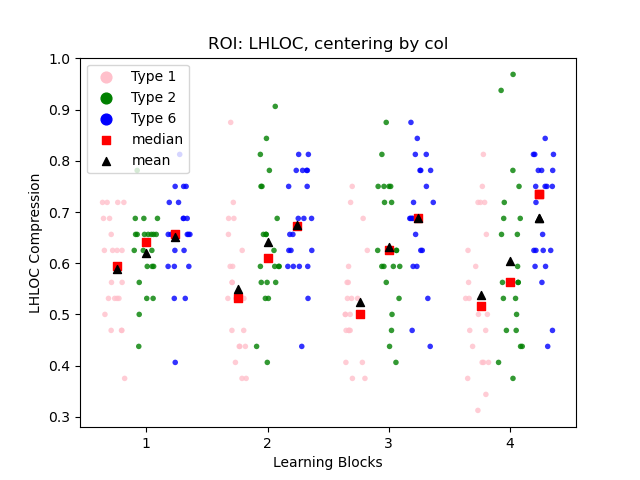 ROI: LHLOC, centering by col
1.0
0.9
0.8
0.7
0.6
0.5
0.4
0.3
LHLOC Compression
Type 1
Type 2
Type 6
median
mean
1 2 3 4
Learning Blocks